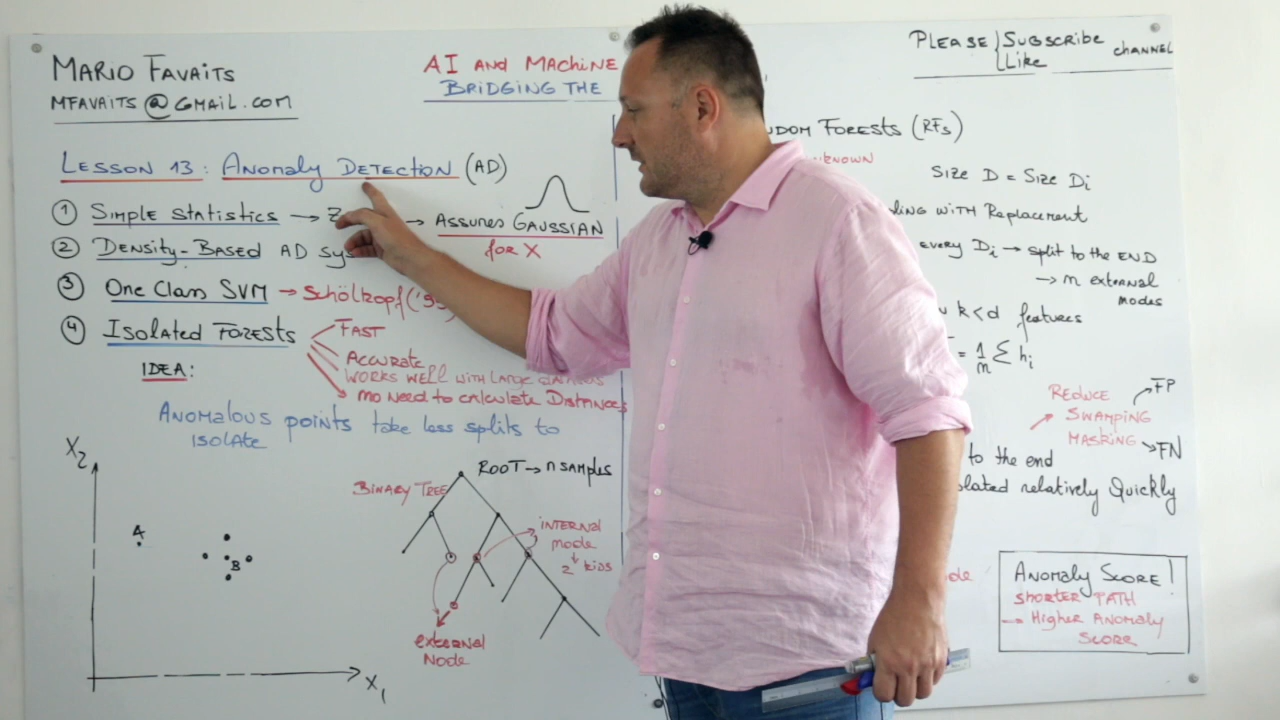 MARIO FAVAITS
MFAVAITS@GMAIL.COM
AI AND MACHINE
BRIDGING THE
PLEASE SUBSCRIBE LIKE CHANNEL
LESSON 13: ANOMALY DETECTION (AD)
① SIMPLE STATISTICS → Z → ASSUMES GAUSSIAN
for X
② DENSITY-BASED AD SYS
③ ONE CLASS SVM → SCHÖLKOPF
④ ISOLATED FORESTS
FAST
ACCURATE
WORKS WELL WITH LARGE
NO NEED TO CALCULATE DISTANCES
IDEA:
ANOMALOUS POINTS TAKE LESS SPLITS TO
ISOLATE
X2
A
B
X1
BINARY TREE
ROOT → n SAMPLES
INTERNAL
NODE
2 KIDS
EXTERNAL
NODE
FORESTS (RFs)
SIZE D = SIZE Di
WITH REPLACEMENT
EVERY Di → SPLIT TO THE END
→ n EXTERNAL
NODES
k<d features
= 1/m Σ hi
REDUCE
SWAMPING
MASKING
FP
FN
to the end
relatively Quickly
ANOMALY SCORE!
SHORTER PATH
→ HIGHER ANOMALY
SCORE